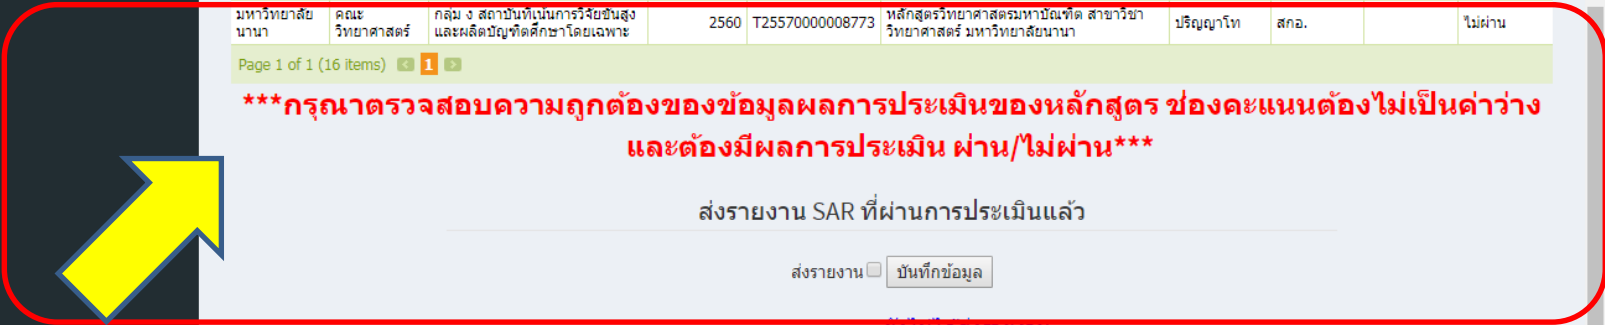 มหาวิทยาลัย คณะ กลุ่ม ง สถาบันที่เน้นการวิจัยขั้นสูง 2560 T25570000008773 หลักสูตรวิทยาศาสตรมหาบัณฑิต สาขาวิชา ปริญญาโท สกอ. ไม่ผ่าน
นานา วิทยาศาสตร์ และผลิตบัณฑิตศึกษาโดยเฉพาะ วิทยาศาสตร์ มหาวิทยาลัยนานา
Page 1 of 1 (16 items) 1
***กรุณาตรวจสอบความถูกต้องของข้อมูลผลการประเมินของหลักสูตร ช่องคะแนนต้องไม่เป็นค่าว่าง
และต้องมีผลการประเมิน ผ่าน/ไม่ผ่าน***
ส่งรายงาน SAR ที่ผ่านการประเมินแล้ว
ส่งรายงาน บันทึกข้อมูล